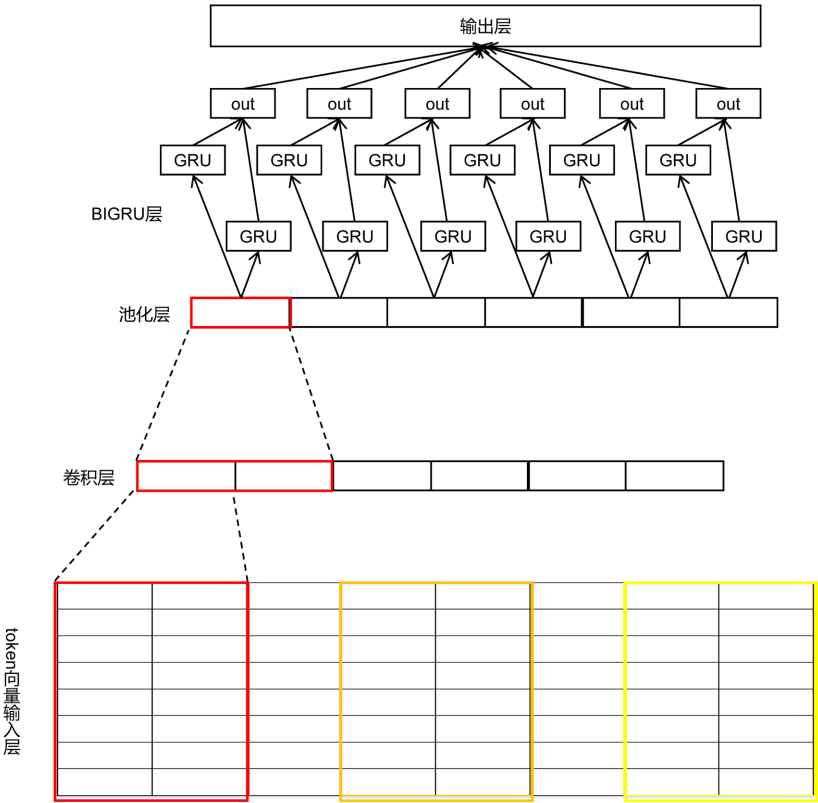 输出层
out out out out out out
GRU GRU GRU GRU GRU GRU
BIGRU层
GRU GRU GRU GRU GRU GRU
池化层
卷积层
token向量输入层